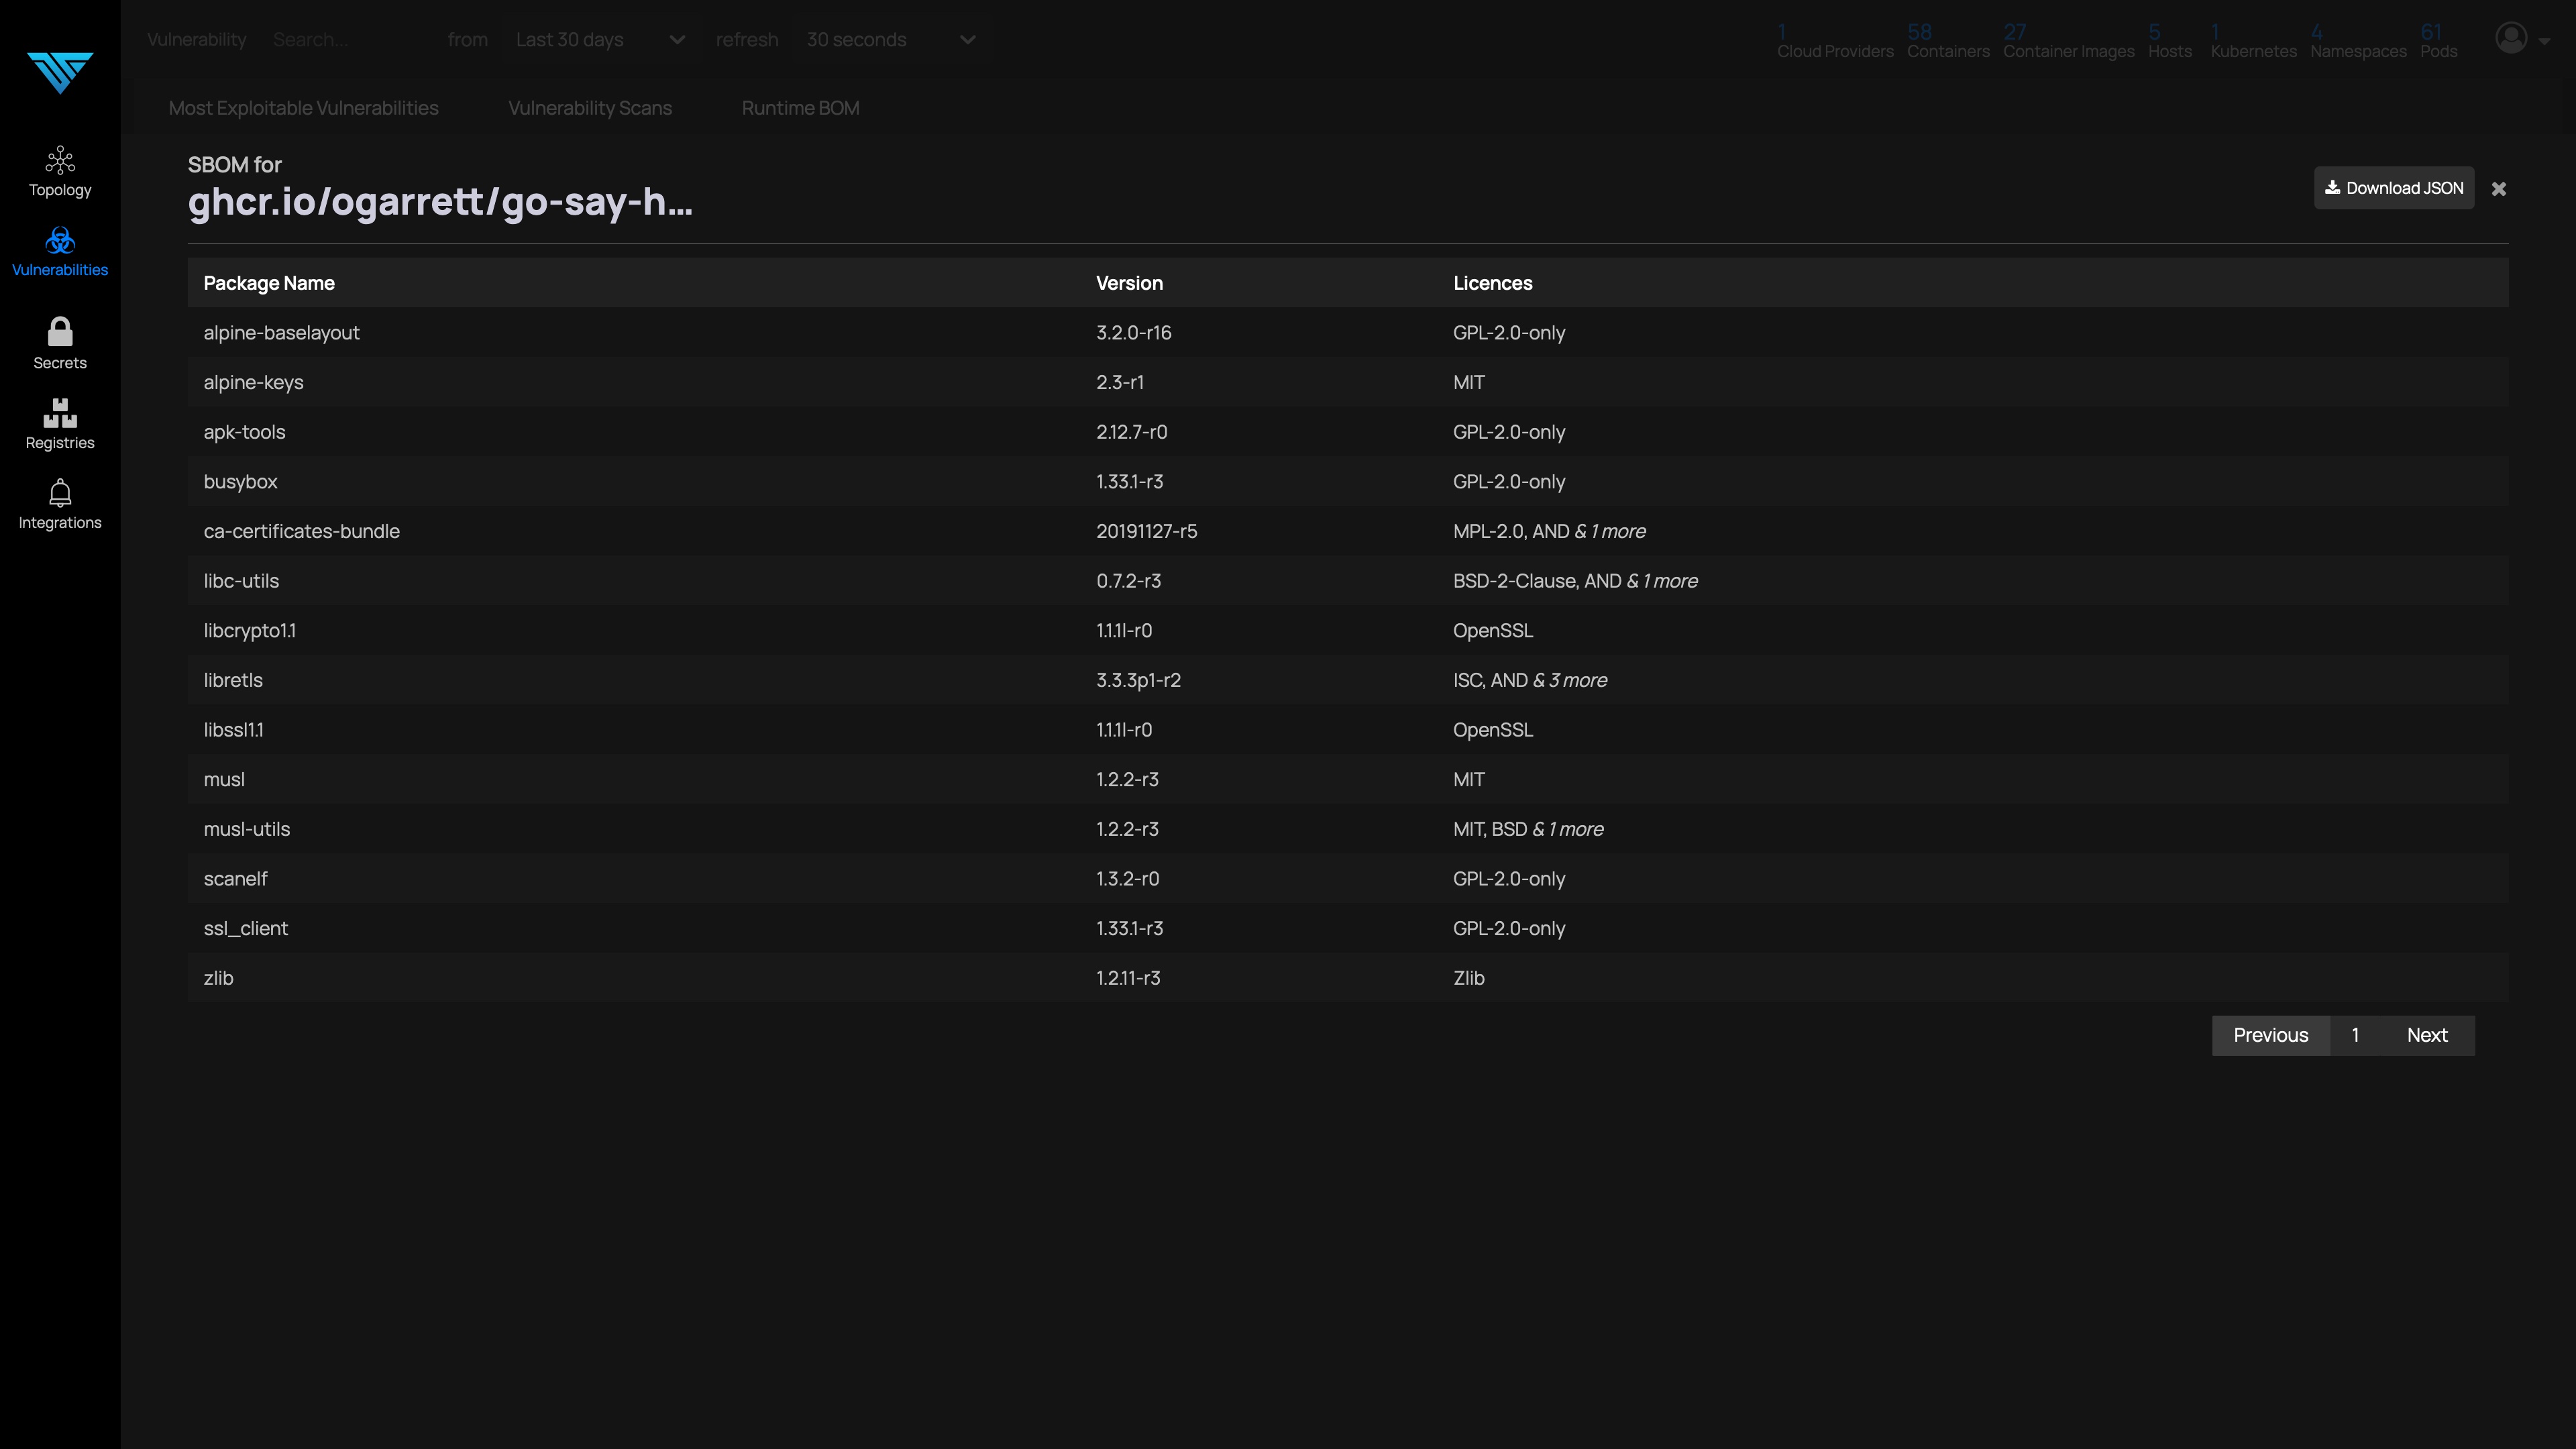 Vulnerability Search... from Last 30 days refresh 30 seconds
1 Cloud Providers 58 Containers 27 Container Images 5 Hosts 1 Kubernetes 4 Namespaces 61 Pods
Most Exploitable Vulnerabilities Vulnerability Scans Runtime BOM
Topology
Vulnerabilities
Secrets
Registries
Integrations
SBOM for
ghcr.io/ogarrett/go-say-h...
Download JSON
Package Name Version Licences
alpine-baselayout 3.2.0-r16 GPL-2.0-only
alpine-keys 2.3-r1 MIT
apk-tools 2.12.7-r0 GPL-2.0-only
busybox 1.33.1-r3 GPL-2.0-only
ca-certificates-bundle 20191127-r5 MPL-2.0, AND & 1 more
libc-utils 0.7.2-r3 BSD-2-Clause, AND & 1 more
libcrypto1.1 1.1.1l-r0 OpenSSL
libretls 3.3.3p1-r2 ISC, AND & 3 more
libssl1.1 1.1.1l-r0 OpenSSL
musl 1.2.2-r3 MIT
musl-utils 1.2.2-r3 MIT, BSD & 1 more
scanelf 1.3.2-r0 GPL-2.0-only
ssl_client 1.33.1-r3 GPL-2.0-only
zlib 1.2.11-r3 Zlib
Previous 1 Next